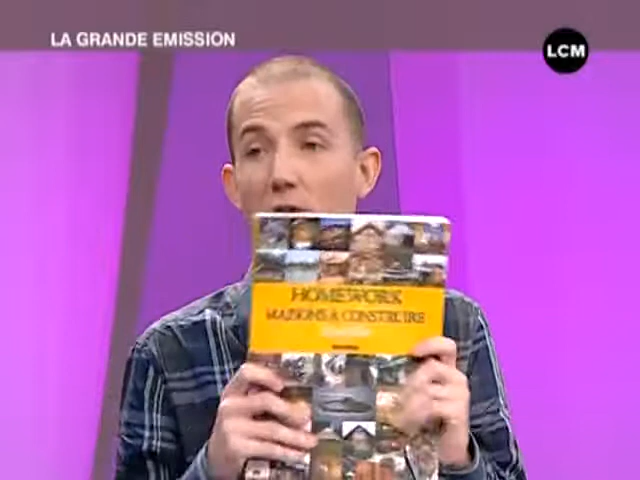 LA GRANDE EMISSION
LCM
HOMEWORK
MAISONS À CONSTRUIRE